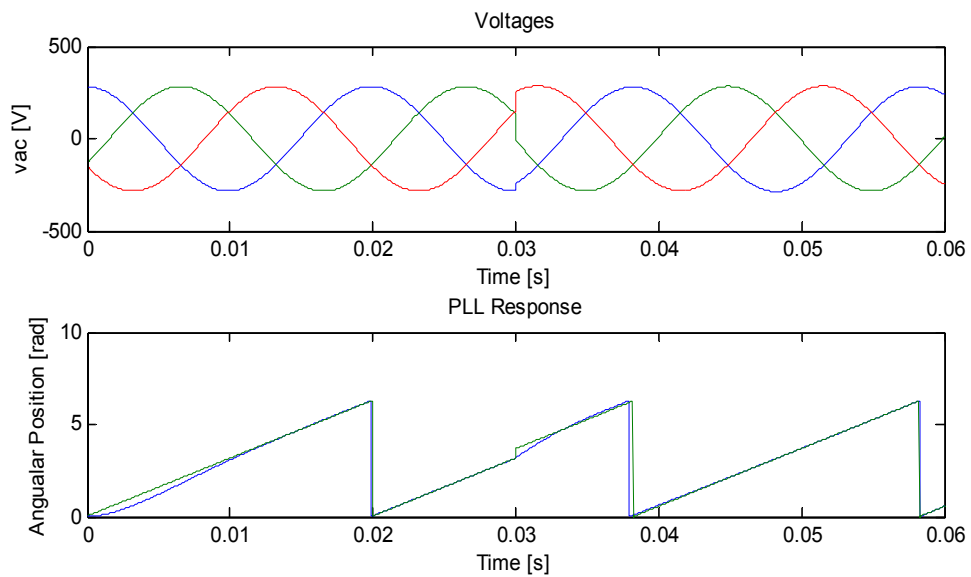 Voltages
500
0
-500
vac [V]
0 0.01 0.02 0.03 0.04 0.05 0.06
Time [s]
PLL Response
10
5
0
Angualar Position [rad]
0 0.01 0.02 0.03 0.04 0.05 0.06
Time [s]